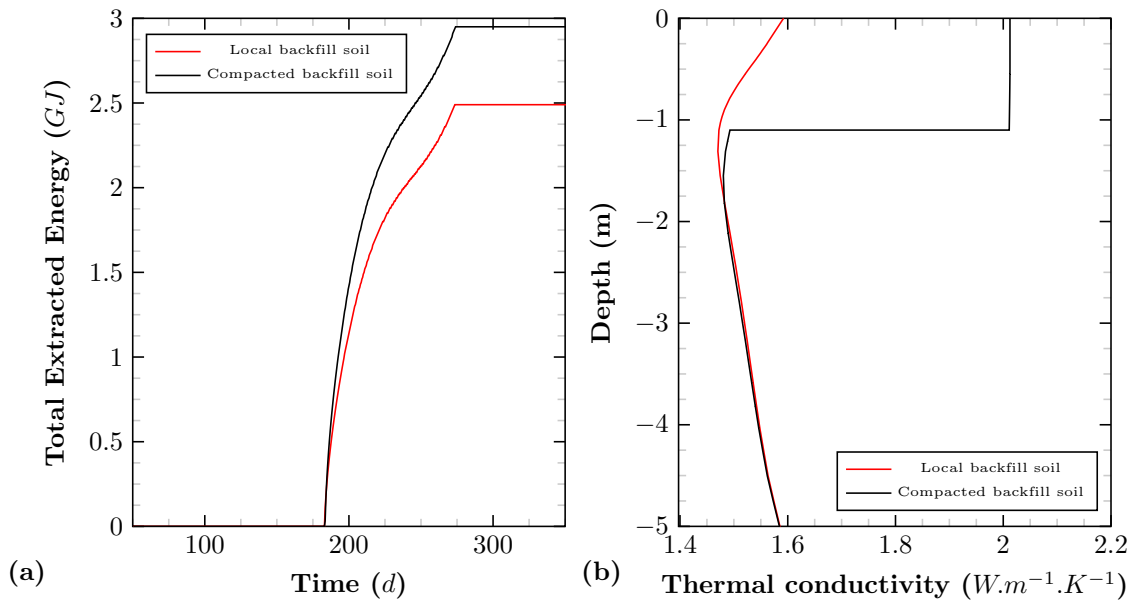 3
2.5
2
1.5
1
0.5
0
Total Extracted Energy (GJ)
Local backfill soil
Compacted backfill soil
100
200
300
Time (d)
(a)
0
−1
−2
−3
−4
−5
Depth (m)
Local backfill soil
Compacted backfill soil
1.4
1.6
1.8
2
2.2
Thermal conductivity (W.m⁻¹.K⁻¹)
(b)